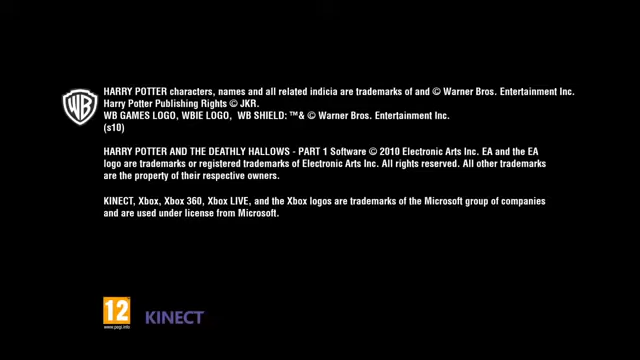 WB
HARRY POTTER characters, names and all related indicia are trademarks of and © Warner Bros. Entertainment Inc.
Harry Potter Publishing Rights © JKR.
WB GAMES LOGO, WBIE LOGO, WB SHIELD: ™& © Warner Bros. Entertainment Inc.
(s10)
HARRY POTTER AND THE DEATHLY HALLOWS - PART 1 Software © 2010 Electronic Arts Inc. EA and the EA
logo are trademarks or registered trademarks of Electronic Arts Inc. All rights reserved. All other trademarks
are the property of their respective owners.
KINECT, Xbox, Xbox 360, Xbox LIVE, and the Xbox logos are trademarks of the Microsoft group of companies
and are used under license from Microsoft.
12
www.pegi.info
KINECT